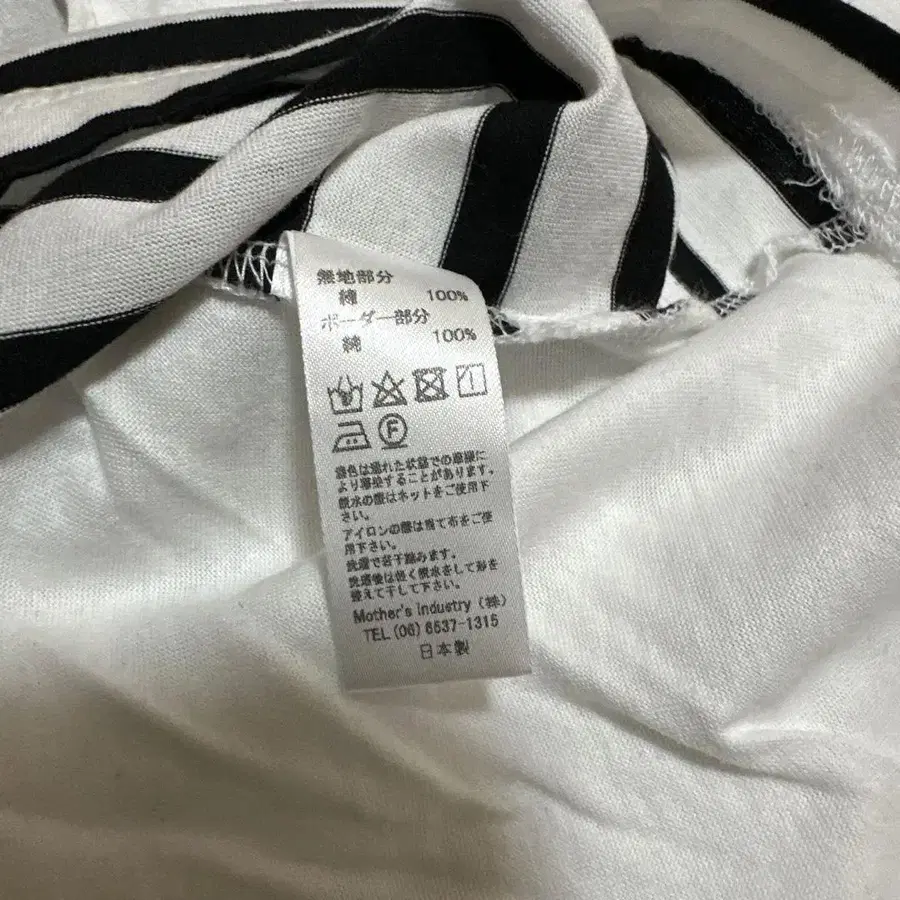 無地部分
綿 100%
ボーダー部分
綿 100%
F
濃色は濡れた状態での摩擦に
より移染することがあります。
脱水の際はネットをご使用下
さい。
アイロンの際は当て布をご使
用下さい。
洗濯で若干縮みます。
洗濯後は軽く脱水をして形を
整えて干して下さい。
Mother's Industry (株)
TEL (06) 6537-1315
日本製